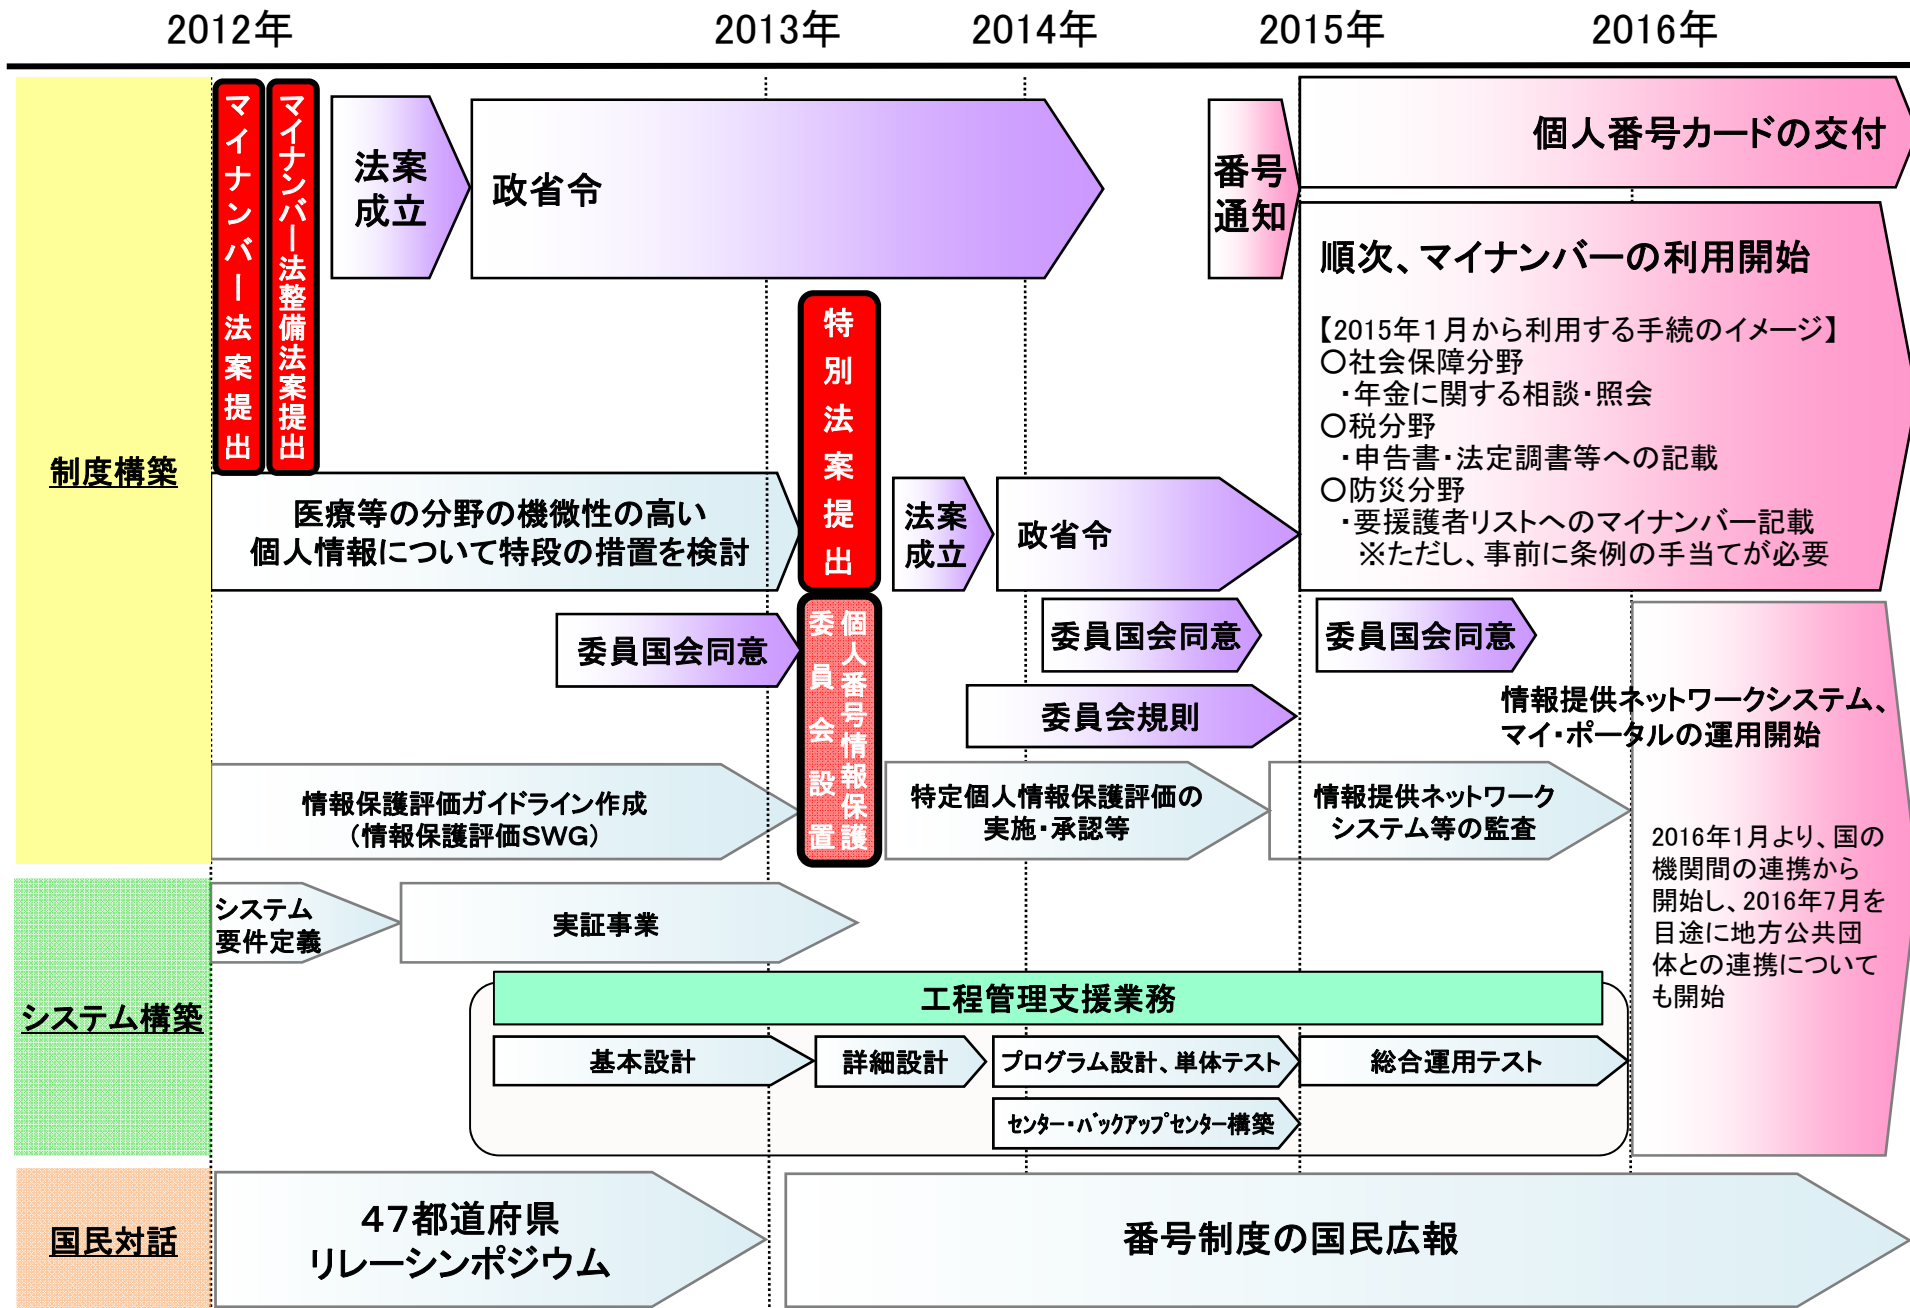 2012年
2013年
2014年
2015年
2016年
制度構築
マイナンバー法案提出
マイナンバー法整備法案提出
法案
成立
政省令
番号
通知
個人番号カードの交付
順次、マイナンバーの利用開始
【2015年１月から利用する手続のイメージ】
○社会保障分野
・年金に関する相談・照会
○税分野
・申告書・法定調書等への記載
○防災分野
・要援護者リストへのマイナンバー記載
※ただし、事前に条例の手当てが必要
医療等の分野の機微性の高い
個人情報について特段の措置を検討
特別法案提出
法案
成立
政省令
委員国会同意
個人番号情報保護
委員会設置
委員国会同意
委員国会同意
委員会規則
情報保護評価ガイドライン作成
（情報保護評価SWG）
特定個人情報保護評価の
実施・承認等
情報提供ネットワーク
システム等の監査
情報提供ネットワークシステム、
マイ・ポータルの運用開始
2016年1月より、国の
機関間の連携から
開始し、2016年7月を
目途に地方公共団
体との連携について
も開始
システム構築
システム
要件定義
実証事業
工程管理支援業務
基本設計
詳細設計
プログラム設計、単体テスト
総合運用テスト
センター・バックアップセンター構築
国民対話
４７都道府県
リレーシンポジウム
番号制度の国民広報